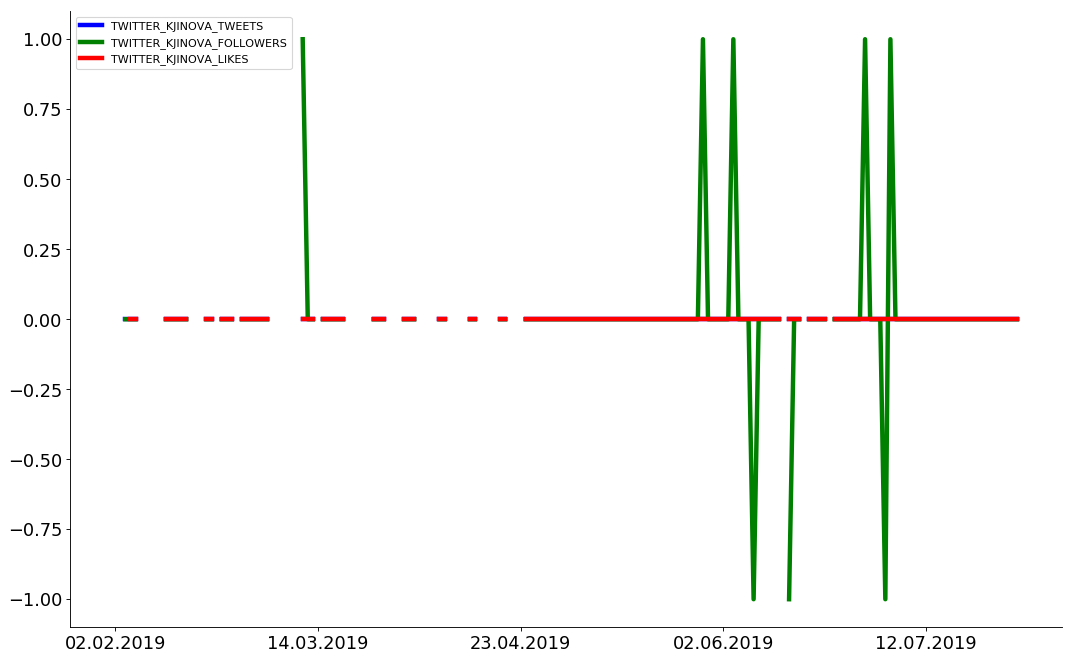 TWITTER_KJINOVA_TWEETS
TWITTER_KJINOVA_FOLLOWERS
TWITTER_KJINOVA_LIKES
1.00
0.75
0.50
0.25
0.00
−0.25
−0.50
−0.75
−1.00
02.02.2019 14.03.2019 23.04.2019 02.06.2019 12.07.2019